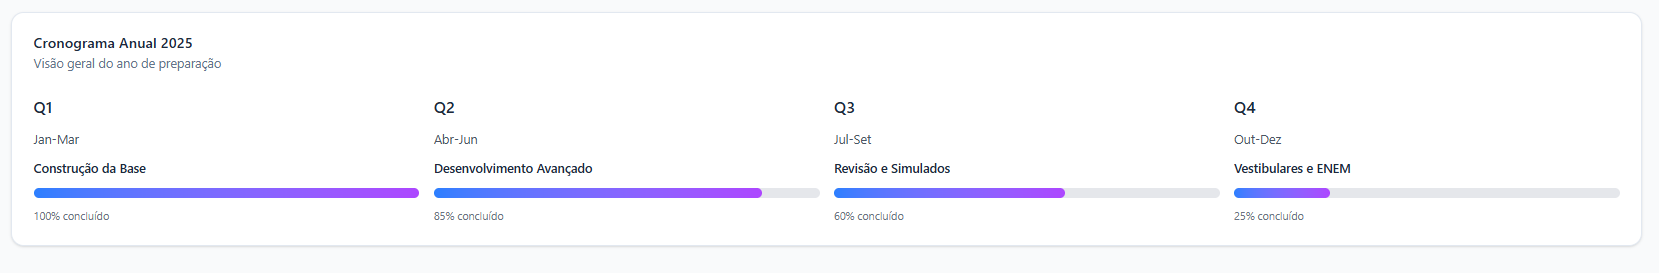 Cronograma Anual 2025
Visão geral do ano de preparação
Q1
Jan-Mar
Construção da Base
100% concluído
Q2
Abr-Jun
Desenvolvimento Avançado
85% concluído
Q3
Jul-Set
Revisão e Simulados
60% concluído
Q4
Out-Dez
Vestibulares e ENEM
25% concluído